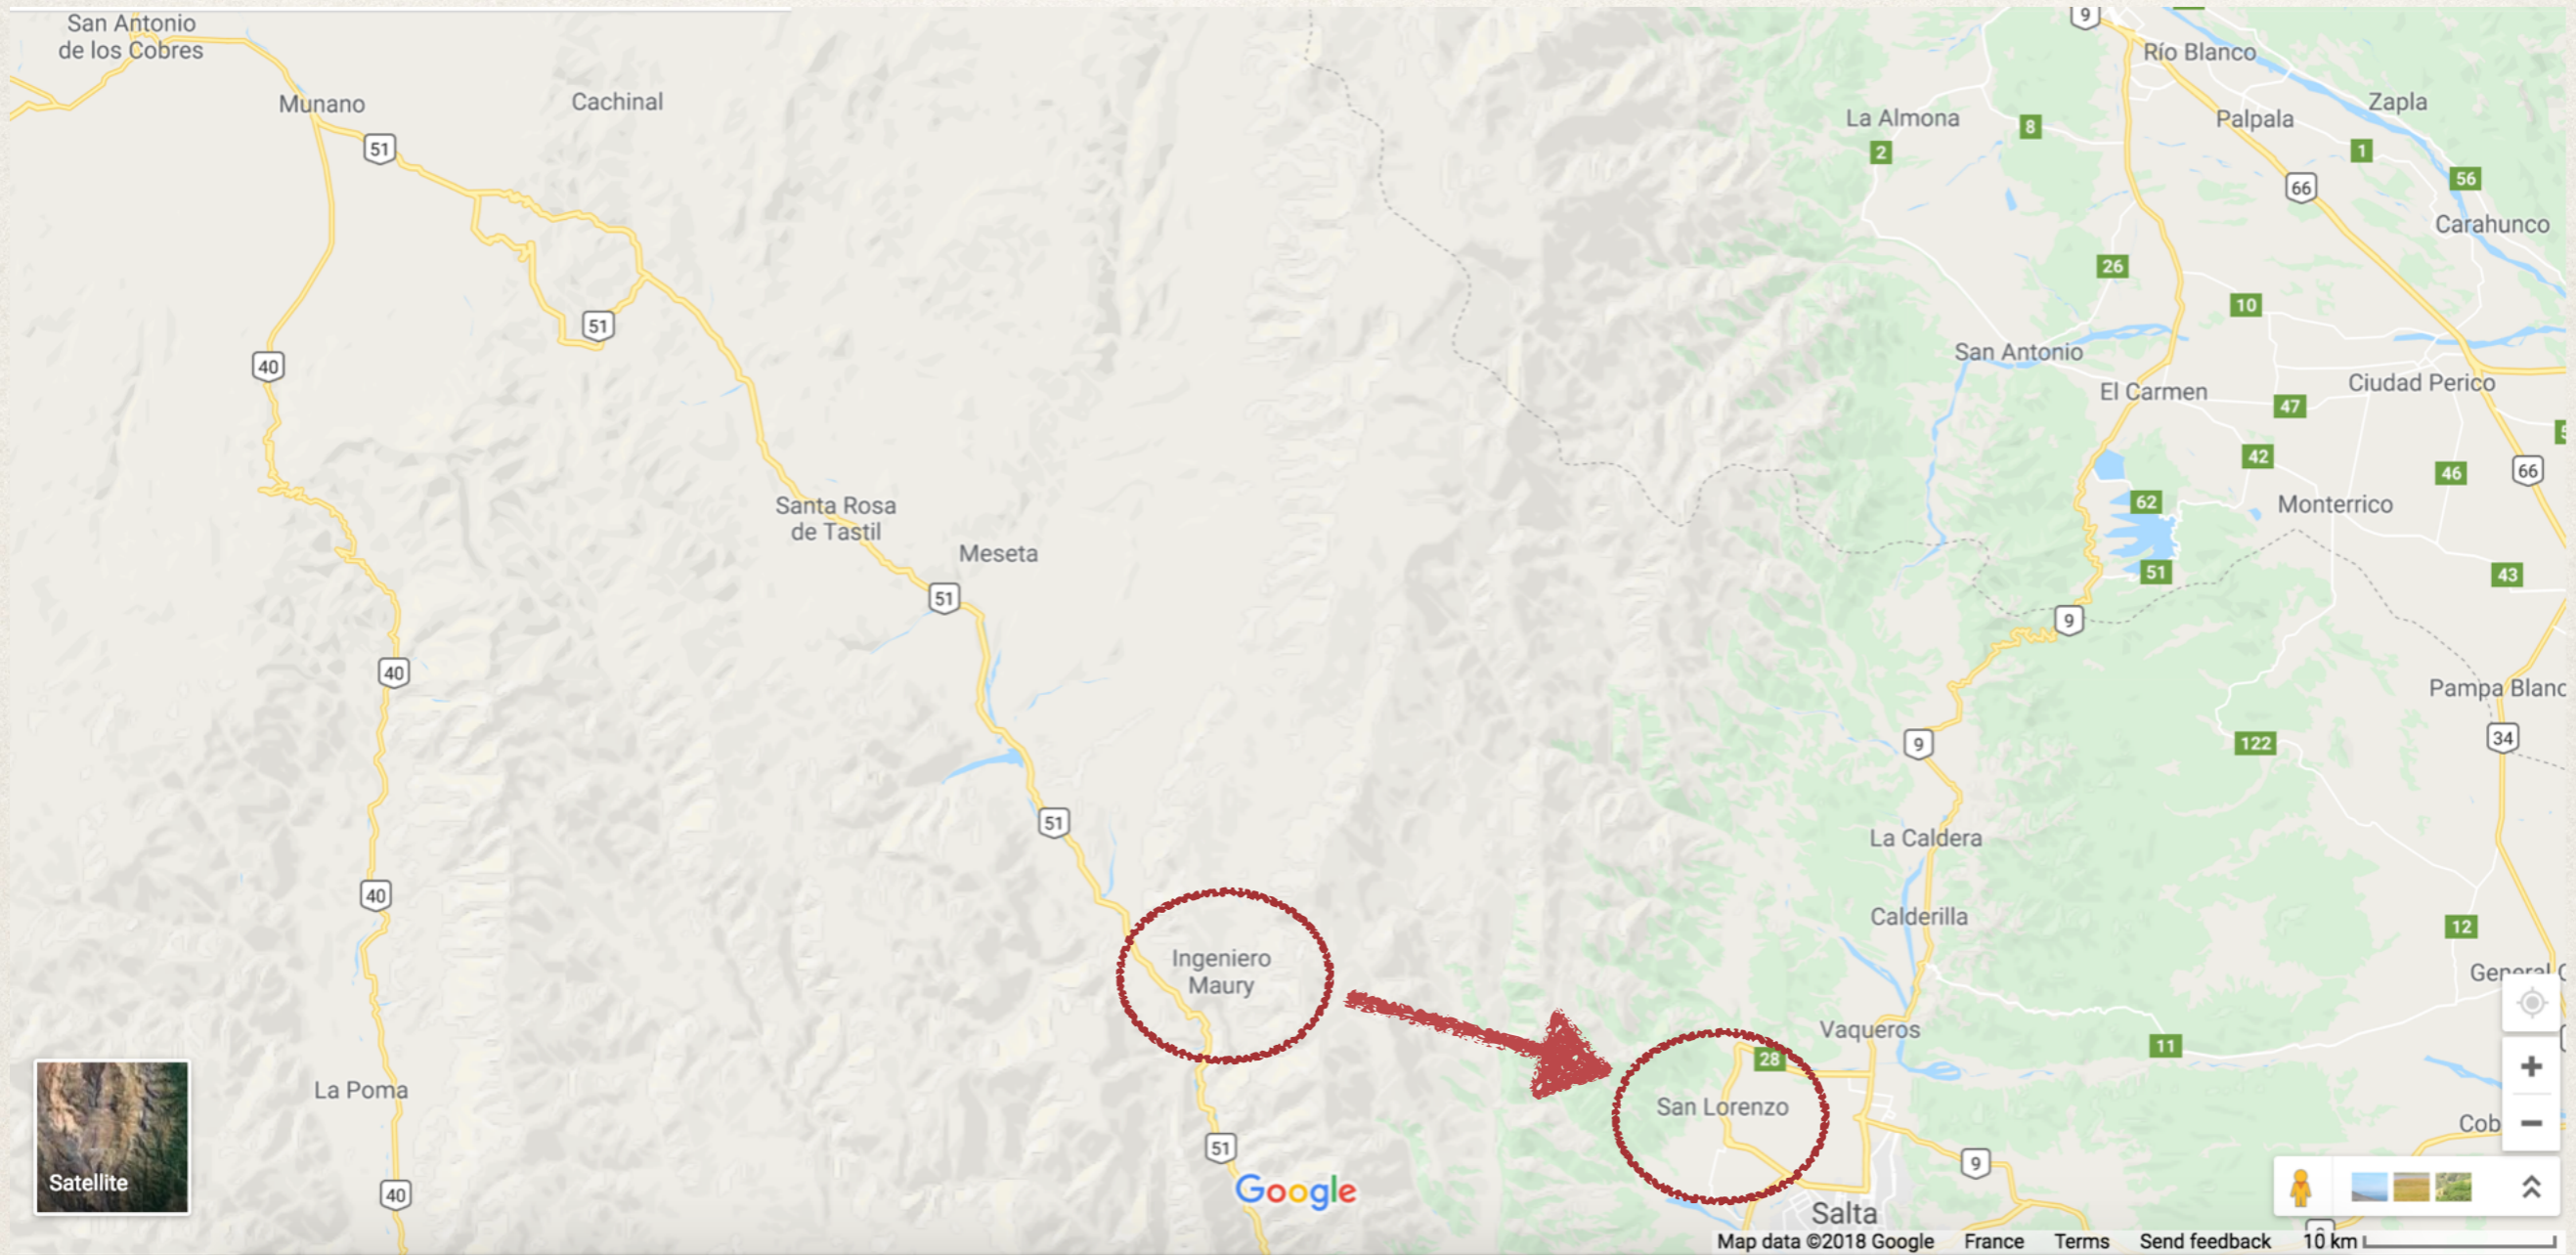 San Antonio
de los Cobres
Munano
Cachinal
51
51
40
Santa Rosa
de Tastil
Meseta
51
40
51
40
Ingeniero
Maury
La Poma
51
40
9
Río Blanco
La Almona
8
2
Palpala
Zapla
1
66
56
Carahunco
26
10
San Antonio
El Carmen
Ciudad Perico
47
42
46
66
62
Monterrico
51
43
9
Pampa Blanc
9
122
34
La Caldera
Calderilla
12
General
Vaqueros
11
28
San Lorenzo
Cob
9
Salta
Satellite
Google
Map data ©2018 Google
France
Terms
Send feedback
10 km